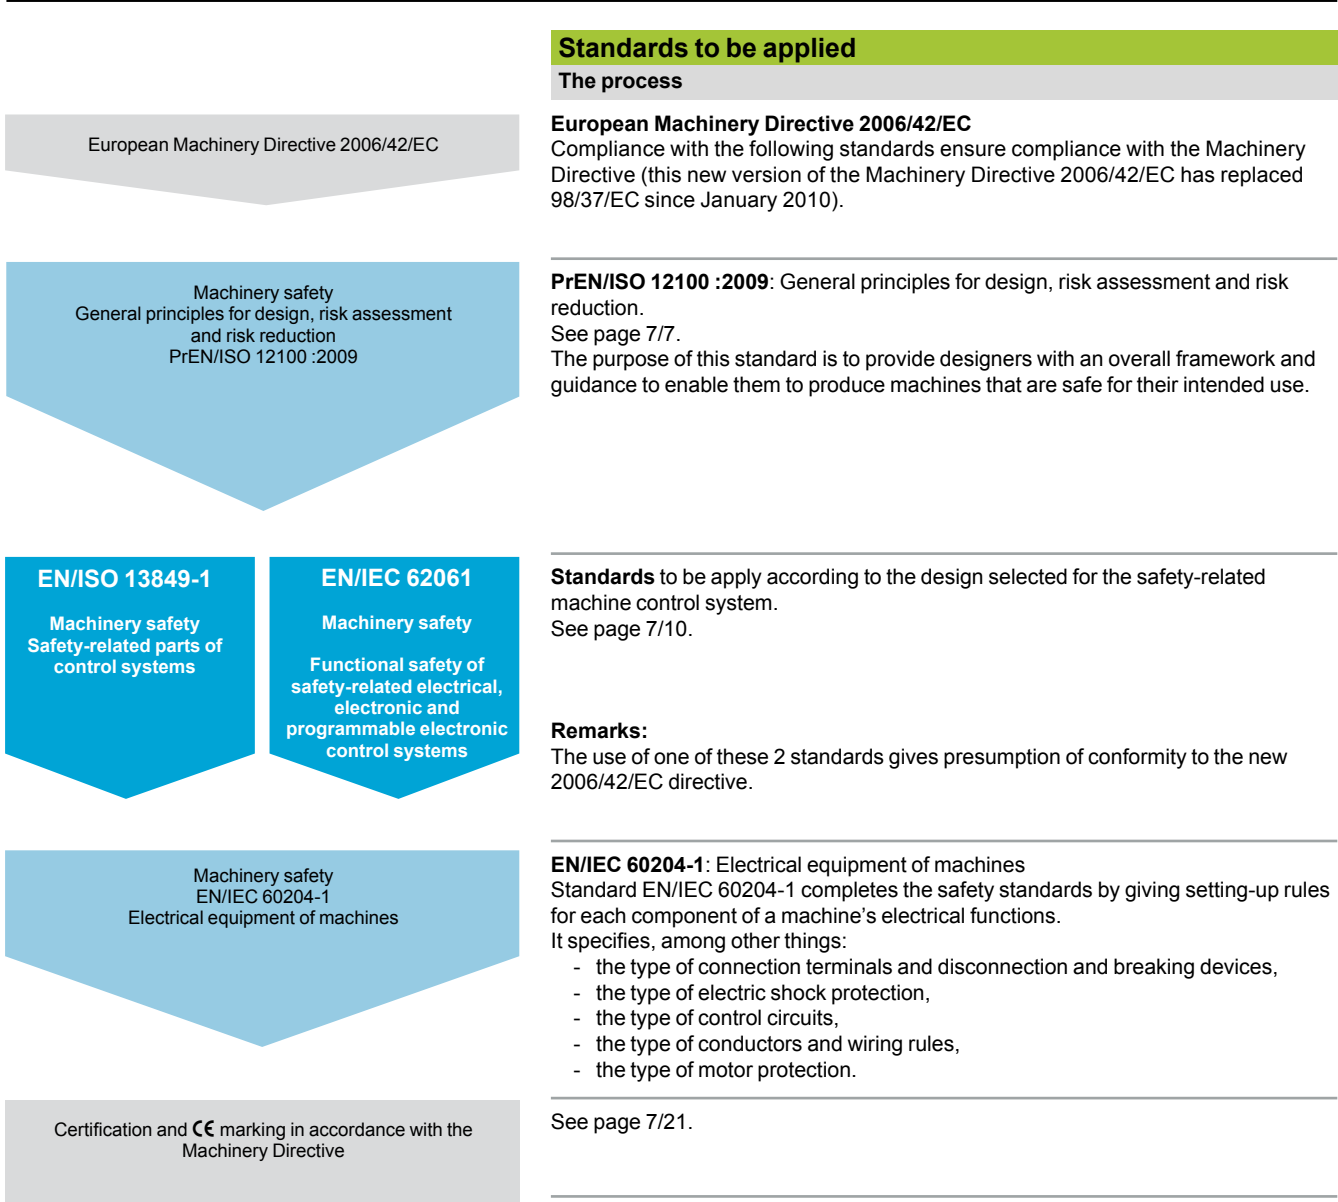 Standards to be applied
The process
European Machinery Directive 2006/42/EC
European Machinery Directive 2006/42/EC
Compliance with the following standards ensure compliance with the Machinery
Directive (this new version of the Machinery Directive 2006/42/EC has replaced
98/37/EC since January 2010).
Machinery safety
General principles for design, risk assessment
and risk reduction
PrEN/ISO 12100 :2009
PrEN/ISO 12100 :2009: General principles for design, risk assessment and risk
reduction.
See page 7/7.
The purpose of this standard is to provide designers with an overall framework and
guidance to enable them to produce machines that are safe for their intended use.
EN/ISO 13849-1
Machinery safety
Safety-related parts of
control systems
EN/IEC 62061
Machinery safety
Functional safety of
safety-related electrical,
electronic and
programmable electronic
control systems
Standards to be apply according to the design selected for the safety-related
machine control system.
See page 7/10.
Remarks:
The use of one of these 2 standards gives presumption of conformity to the new
2006/42/EC directive.
Machinery safety
EN/IEC 60204-1
Electrical equipment of machines
EN/IEC 60204-1: Electrical equipment of machines
Standard EN/IEC 60204-1 completes the safety standards by giving setting-up rules
for each component of a machine’s electrical functions.
It specifies, among other things:
- the type of connection terminals and disconnection and breaking devices,
- the type of electric shock protection,
- the type of control circuits,
- the type of conductors and wiring rules,
- the type of motor protection.
Certification and CE marking in accordance with the
Machinery Directive
See page 7/21.